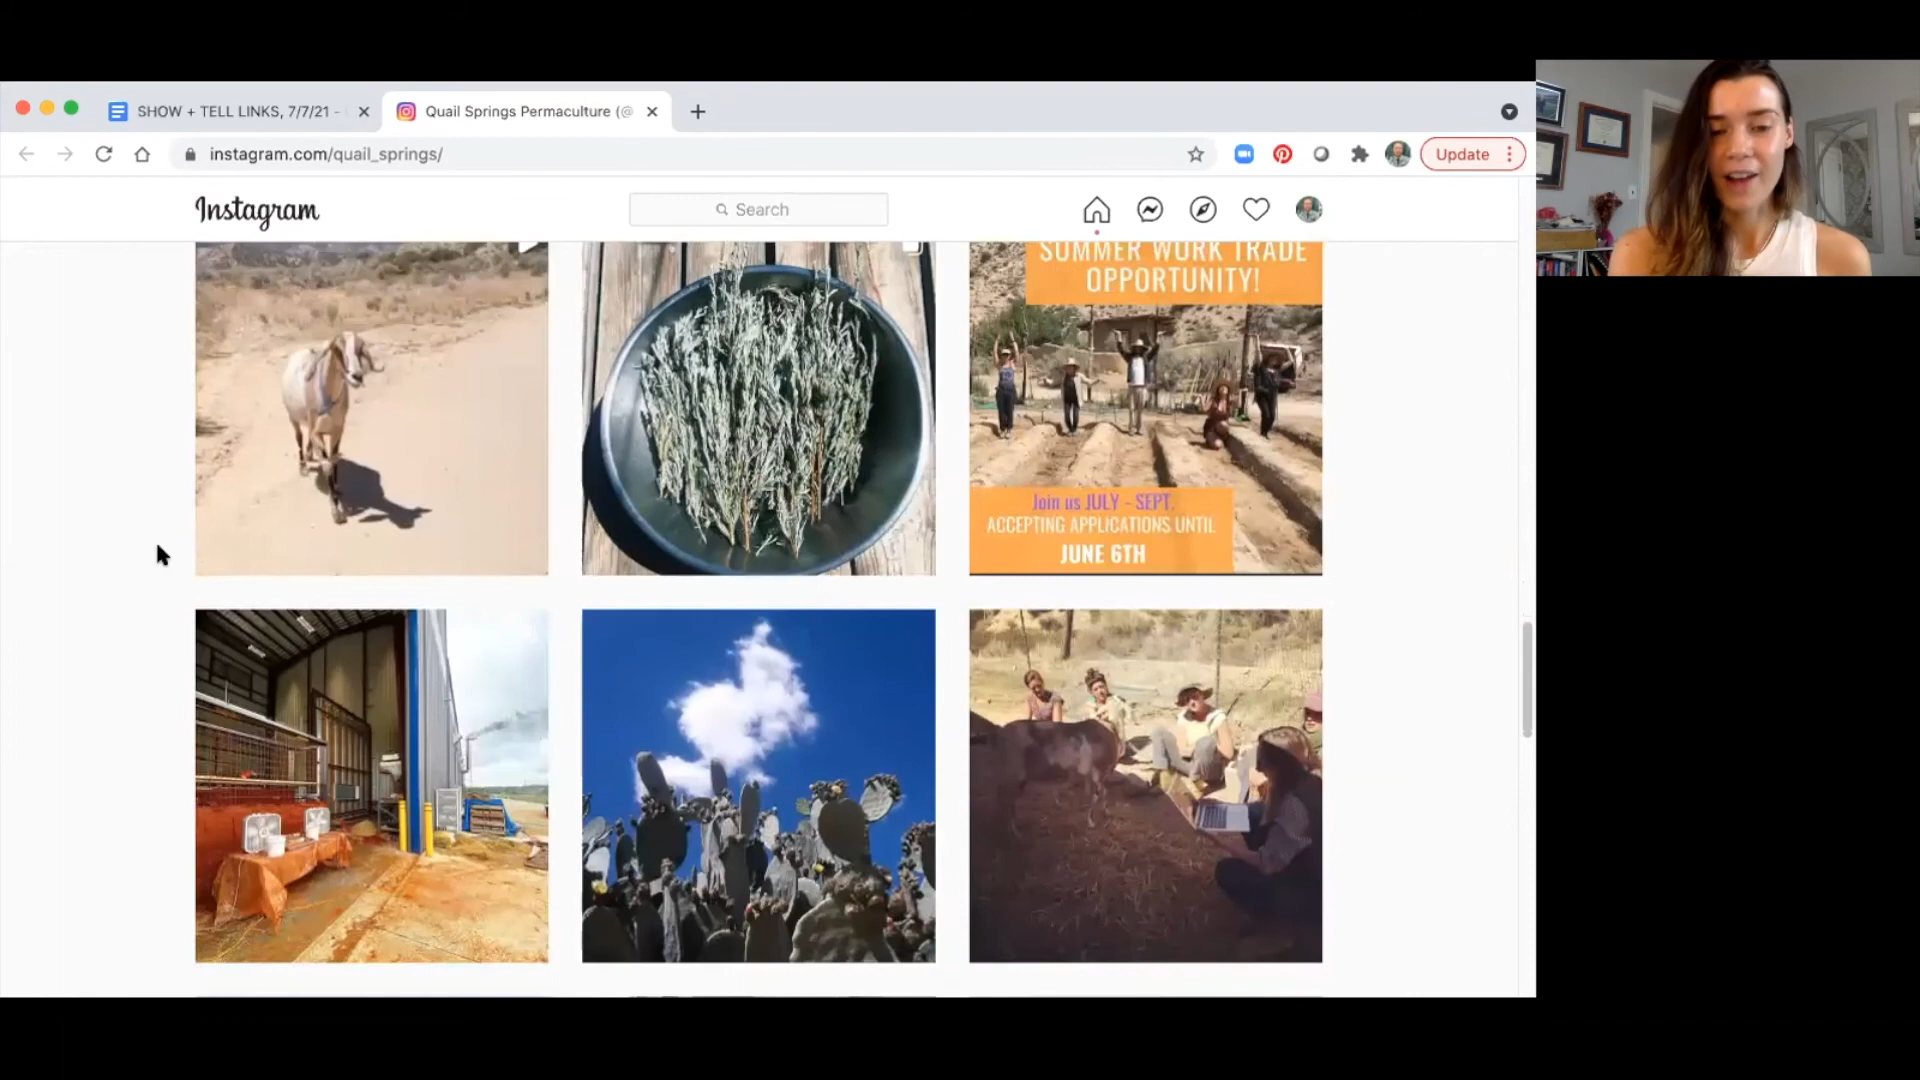 SHOW + TELL LINKS, 7/7/21 -
Quail Springs Permaculture (@
instagram.com/quail_springs/
Update
Instagram
Search
SUMMER WORK TRADE
OPPORTUNITY!
Join us JULY - SEPT.
ACCEPTING APPLICATIONS UNTIL
JUNE 6TH